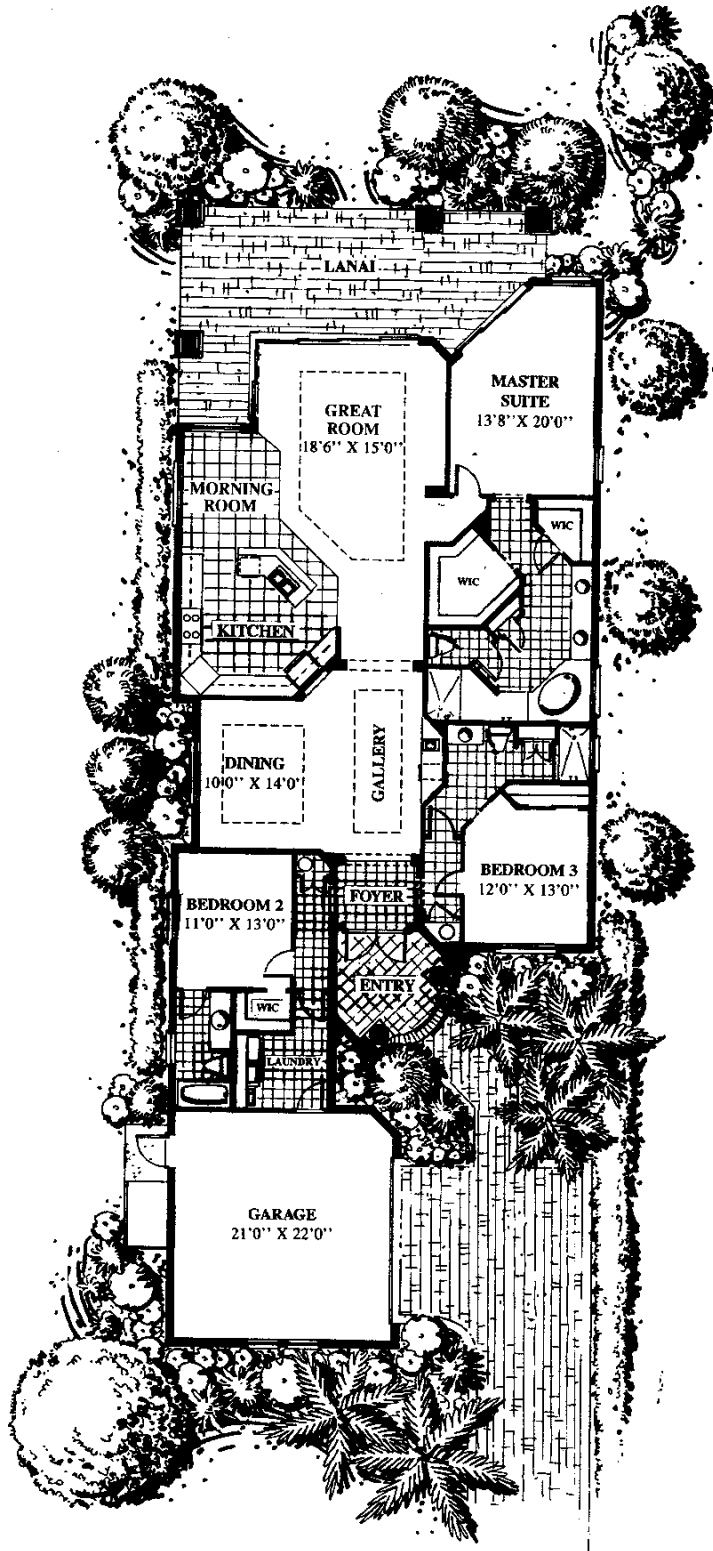 LANAI
MASTER
SUITE
13'8'' X 20'0''
GREAT
ROOM
18'6'' X 15'0''
MORNING
ROOM
WIC
WIC
KITCHEN
DINING
10'0'' X 14'0''
GALLERY
BEDROOM 3
12'0'' X 13'0''
BEDROOM 2
11'0'' X 13'0''
FOYER
ENTRY
WIC
LAUNDRY
GARAGE
21'0'' X 22'0''